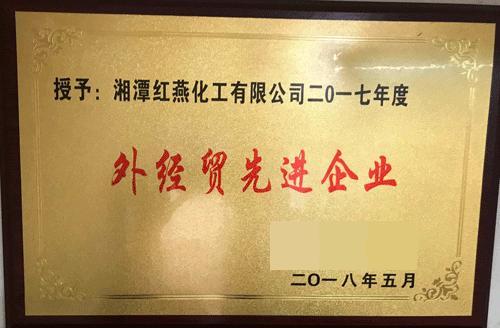 授予：湘潭红燕化工有限公司二〇一七年度
外经贸先进企业
二〇一八年五月